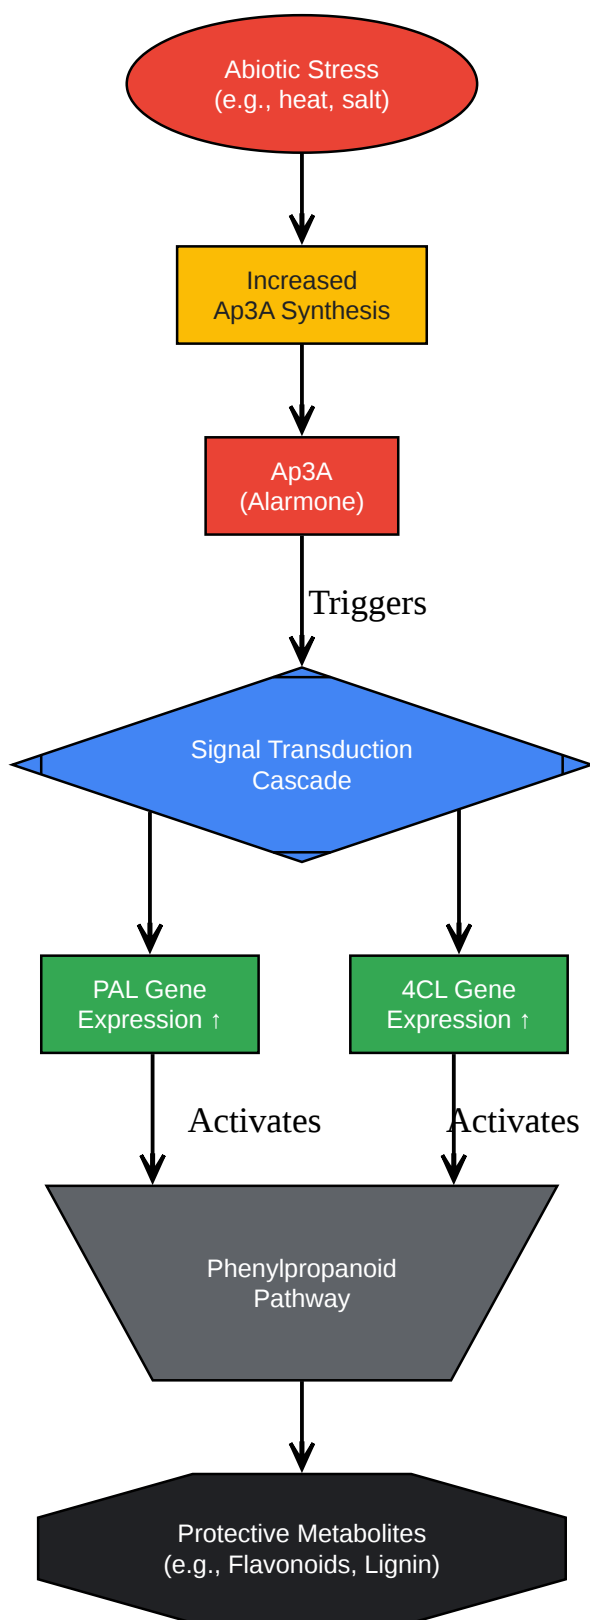 Abiotic Stress
(e.g., heat, salt)
Increased
Ap3A Synthesis
Ap3A
(Alarmone)
Triggers
Signal Transduction
Cascade
PAL Gene
Expression ↑
4CL Gene
Expression ↑
Activates
Activates
Phenylpropanoid
Pathway
Protective Metabolites
(e.g., Flavonoids, Lignin)